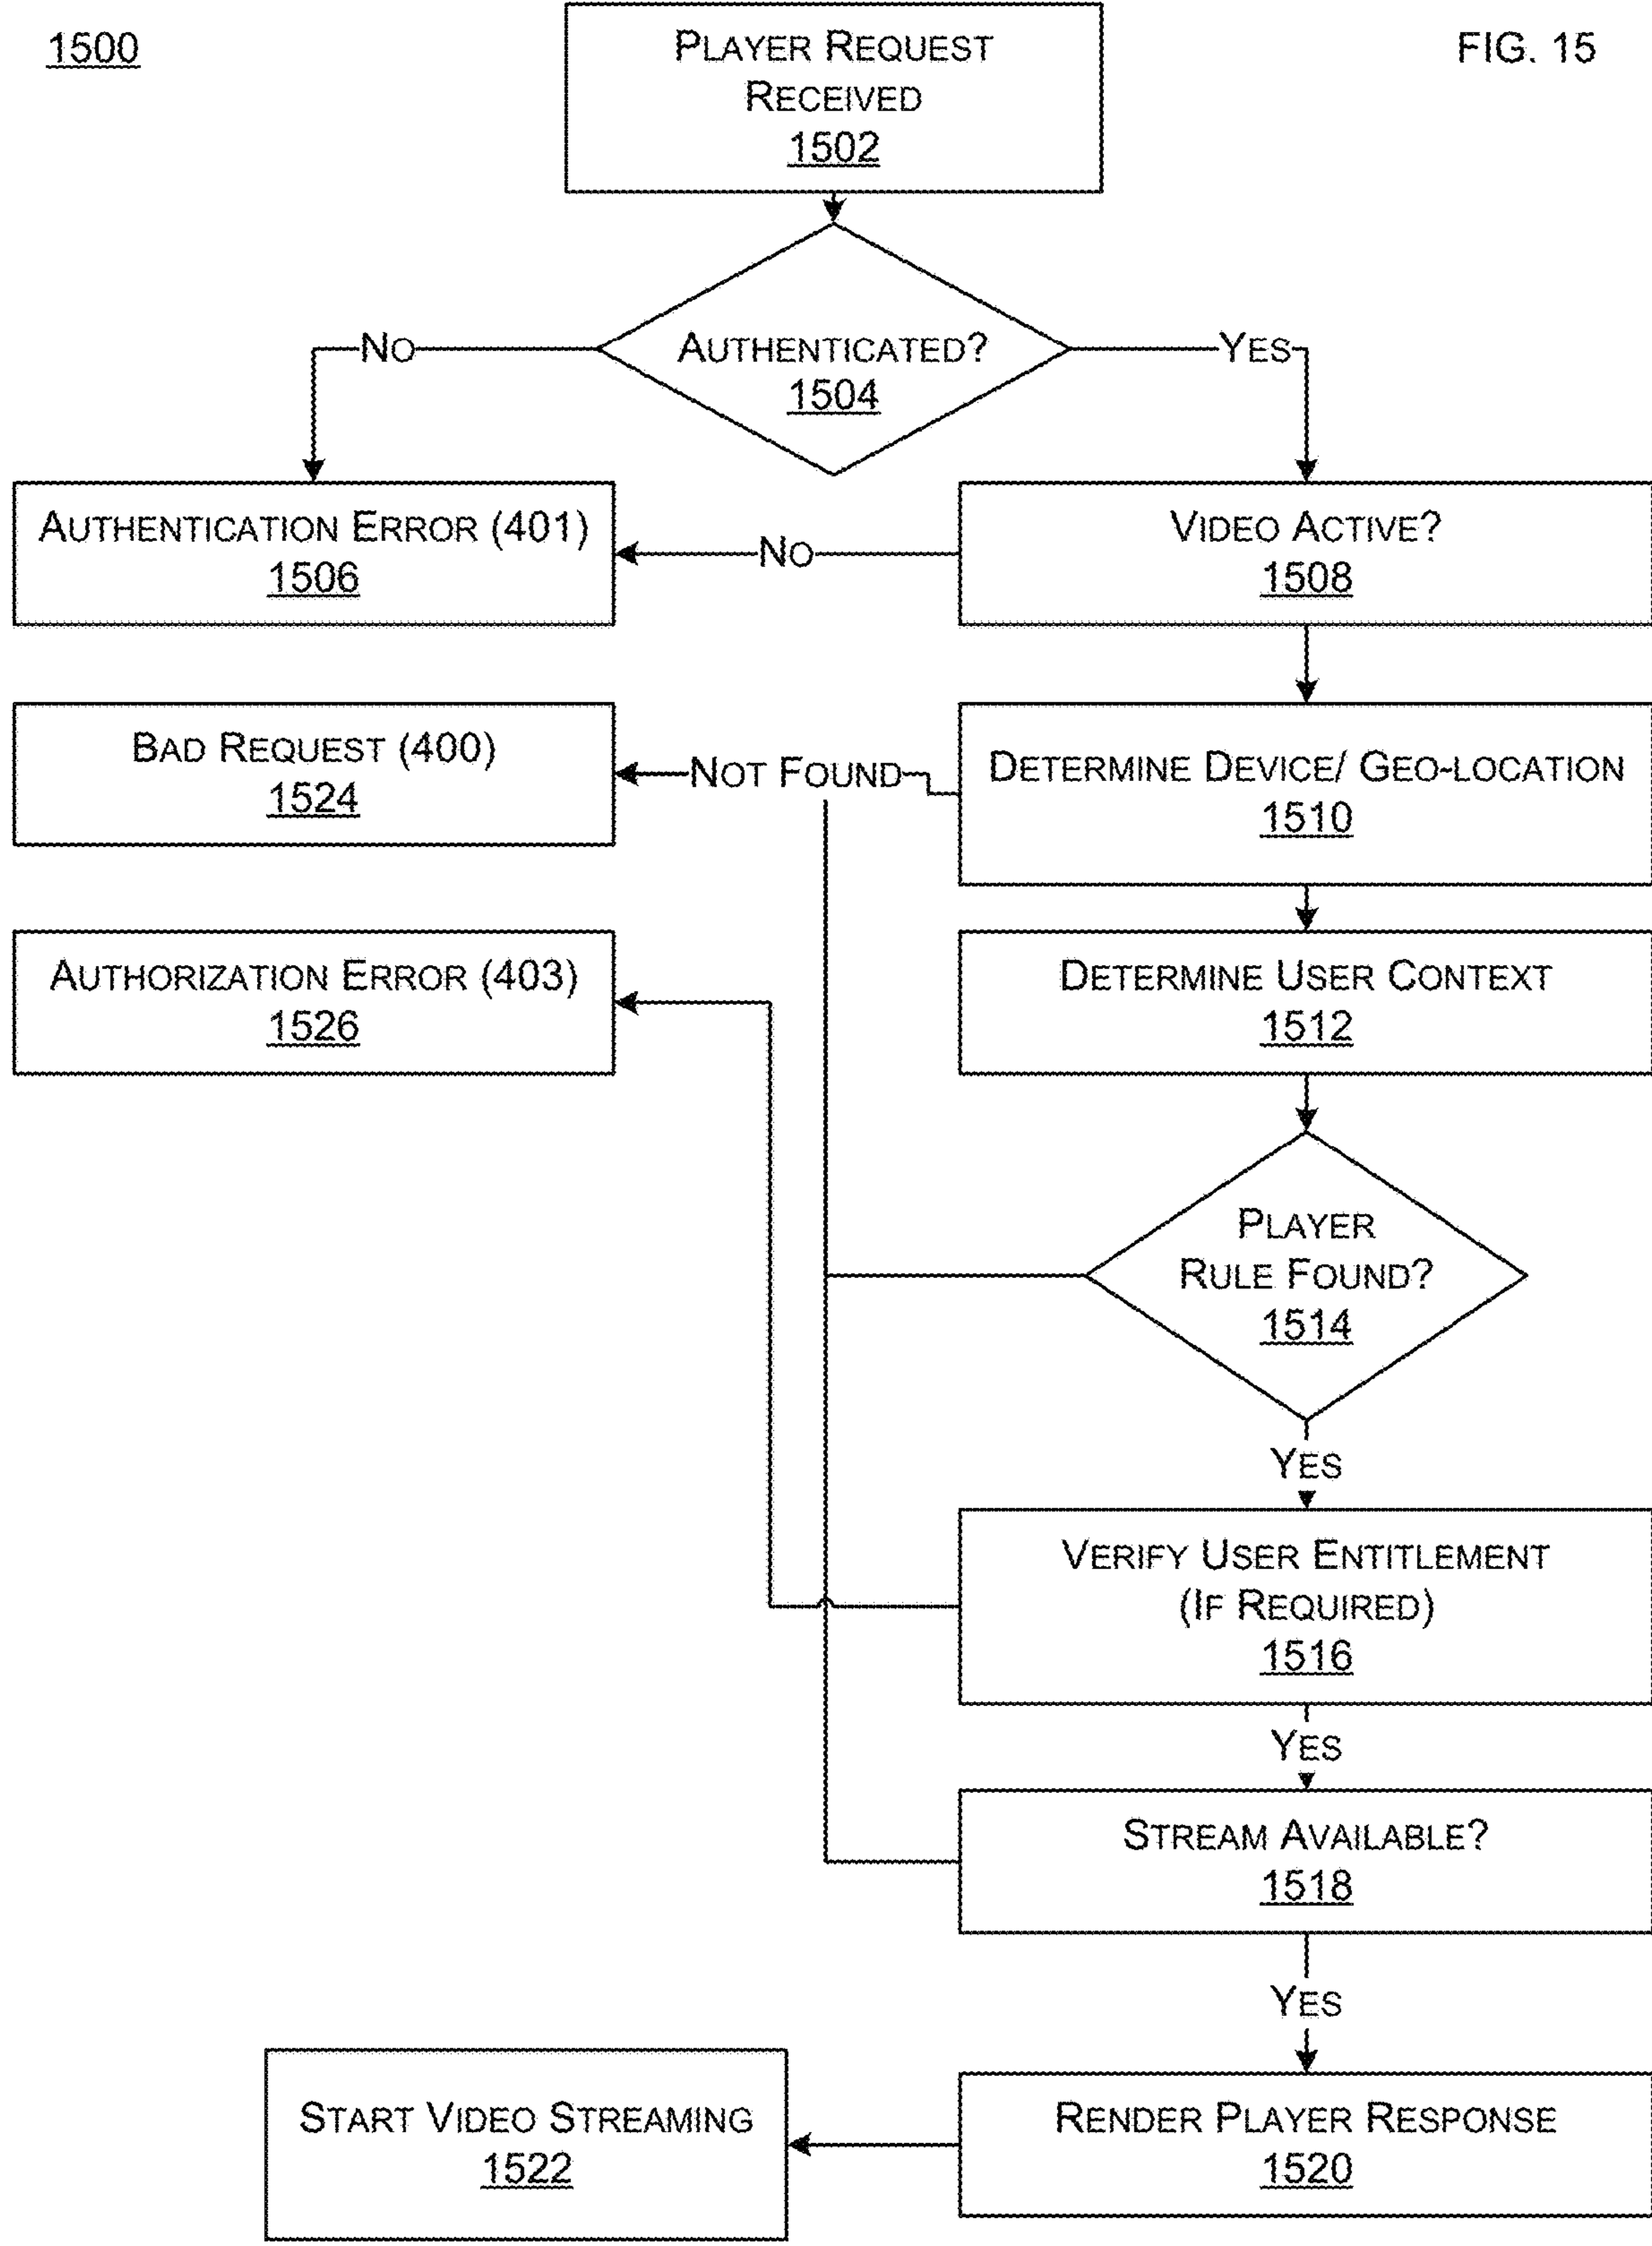 1500
FIG. 15
PLAYER REQUEST
RECEIVED
1502
AUTHENTICATED?
1504
NO
YES
AUTHENTICATION ERROR (401)
1506
NO
VIDEO ACTIVE?
1508
BAD REQUEST (400)
1524
NOT FOUND
DETERMINE DEVICE/ GEO-LOCATION
1510
AUTHORIZATION ERROR (403)
1526
DETERMINE USER CONTEXT
1512
PLAYER
RULE FOUND?
1514
YES
VERIFY USER ENTITLEMENT
(IF REQUIRED)
1516
YES
STREAM AVAILABLE?
1518
YES
START VIDEO STREAMING
1522
RENDER PLAYER RESPONSE
1520